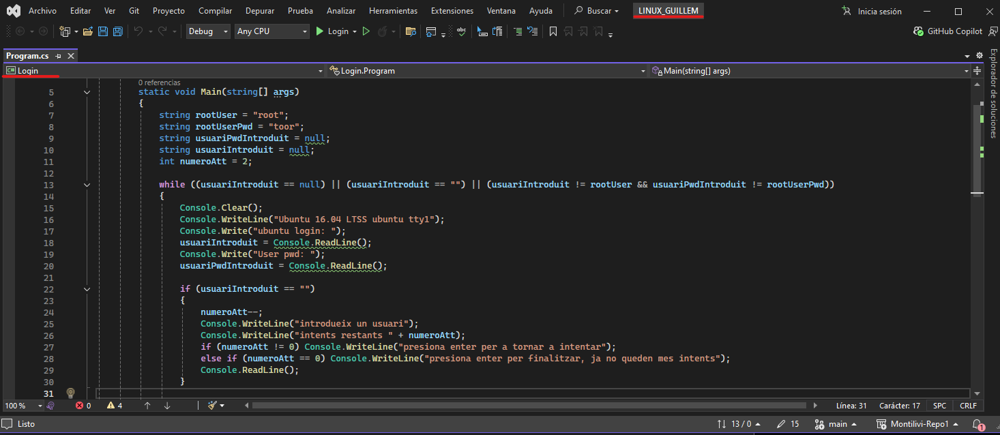 Archivo Editar Ver Git Proyecto Compilar Depurar Prueba Analizar Herramientas Extensiones Ventana Ayuda Buscar LINUX_GUILLEM Inicia sesión
Debug Any CPU Login abc GitHub Copilot
Program.cs
C# Login Login.Program Main(string[] args)
Explorador de soluciones
0 referencias
5 static void Main(string[] args)
6 {
7 string rootUser = "root";
8 string rootUserPwd = "toor";
9 string usuariPwdIntroduit = null;
10 string usuariIntroduit = null;
11 int numeroAtt = 2;
12
13 while ((usuariIntroduit == null) || (usuariIntroduit == "") || (usuariIntroduit != rootUser && usuariPwdIntroduit != rootUserPwd))
14 {
15 Console.Clear();
16 Console.WriteLine("Ubuntu 16.04 LTSS ubuntu tty1");
17 Console.Write("ubuntu login: ");
18 usuariIntroduit = Console.ReadLine();
19 Console.Write("User pwd: ");
20 usuariPwdIntroduit = Console.ReadLine();
21
22 if (usuariIntroduit == "")
23 {
24 numeroAtt--;
25 Console.WriteLine("introdueix un usuari");
26 Console.WriteLine("intents restants " + numeroAtt);
27 if (numeroAtt != 0) Console.WriteLine("presiona enter per a tornar a intentar");
28 else if (numeroAtt == 0) Console.WriteLine("presiona enter per finalitzar, ja no queden mes intents");
29 Console.ReadLine();
30 }
31
100 % 0 4 Línea: 31 Carácter: 17 SPC CRLF
Listo 13 / 0 15 main Montilivi-Repo1 1